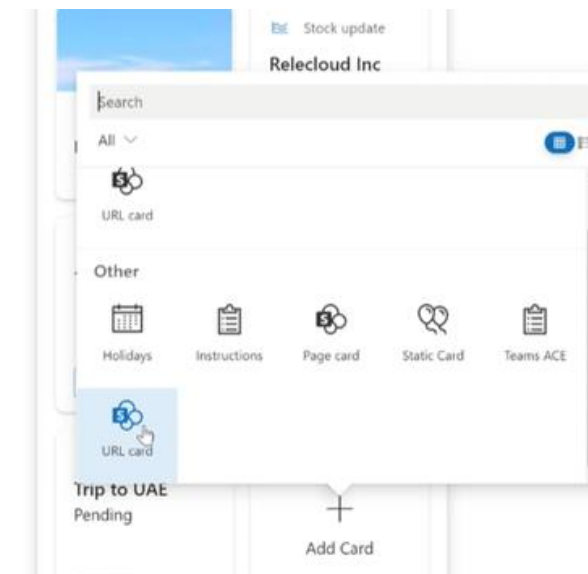 Stock update
Relecloud Inc
Search
All
URL card
Other
Holidays
Instructions
Page card
Static Card
Teams ACE
URL card
Trip to UAE
Pending
Add Card